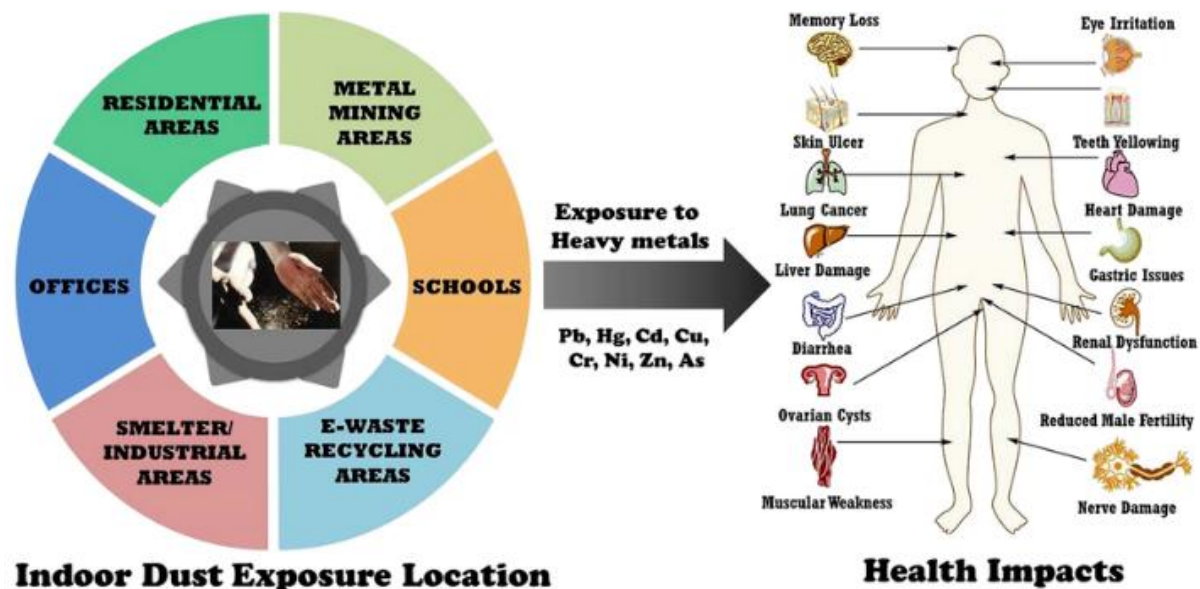 RESIDENTIAL
AREAS
METAL
MINING
AREAS
OFFICES
SCHOOLS
SMELTER/
INDUSTRIAL
AREAS
E-WASTE
RECYCLING
AREAS
Indoor Dust Exposure Location
Exposure to
Heavy metals
Pb, Hg, Cd, Cu,
Cr, Ni, Zn, As
Memory Loss
Skin Ulcer
Lung Cancer
Liver Damage
Diarrhea
Ovarian Cysts
Muscular Weakness
Eye Irritation
Teeth Yellowing
Heart Damage
Gastric Issues
Renal Dysfunction
Reduced Male Fertility
Nerve Damage
Health Impacts